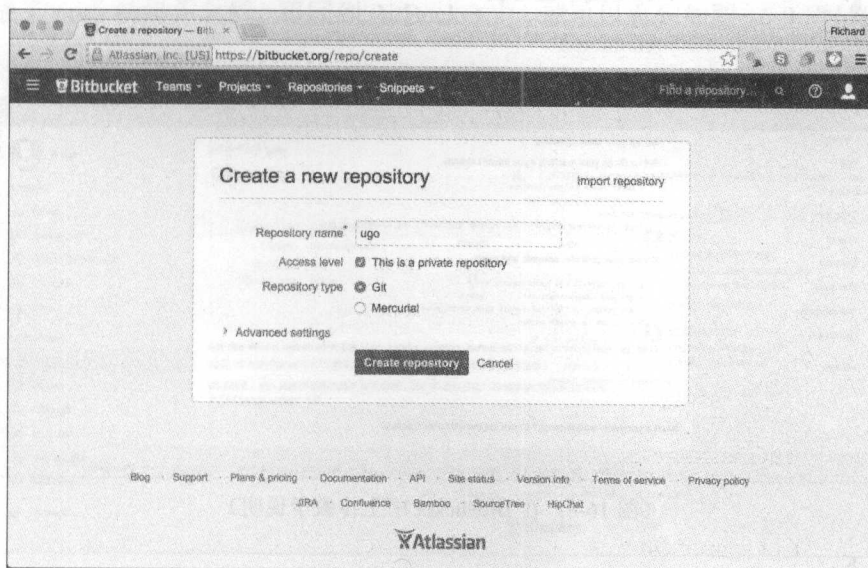 Create a repository — Bitb
Richard
Atlassian, Inc. [US] https://bitbucket.org/repo/create
Bitbucket Teams Projects Repositories Snippets Find a repository...
Create a new repository
Import repository
Repository name* ugo
Access level This is a private repository
Repository type Git
Mercurial
Advanced settings
Create repository Cancel
Blog · Support · Plans & pricing · Documentation · API · Site status · Version info · Terms of service · Privacy policy
JIRA Confluence Bamboo SourceTree HipChat
Atlassian